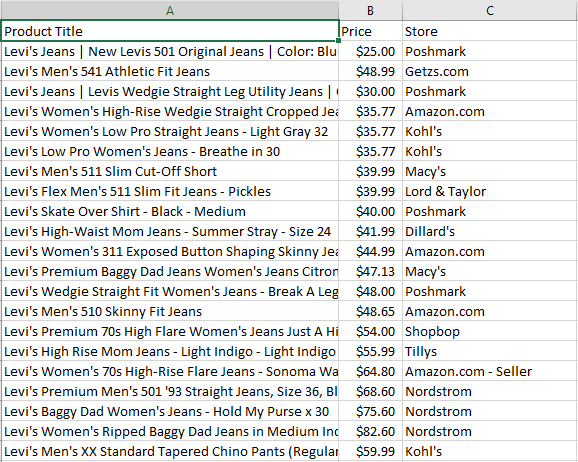 A B C
Product Title Price Store
Levi's Jeans | New Levis 501 Original Jeans | Color: Blu $25.00 Poshmark
Levi's Men's 541 Athletic Fit Jeans $48.99 Getzs.com
Levi's Jeans | Levis Wedgie Straight Leg Utility Jeans | $30.00 Poshmark
Levi's Women's High-Rise Wedgie Straight Cropped Jea $35.77 Amazon.com
Levi's Women's Low Pro Straight Jeans - Light Gray 32 $35.77 Kohl's
Levi's Low Pro Women's Jeans - Breathe in 30 $35.77 Kohl's
Levi's Men's 511 Slim Cut-Off Short $39.99 Macy's
Levi's Flex Men's 511 Slim Fit Jeans - Pickles $39.99 Lord & Taylor
Levi's Skate Over Shirt - Black - Medium $40.00 Poshmark
Levi's High-Waist Mom Jeans - Summer Stray - Size 24 $41.99 Dillard's
Levi's Women's 311 Exposed Button Shaping Skinny Jea $44.99 Amazon.com
Levi's Premium Baggy Dad Jeans Women's Jeans Citron $47.13 Macy's
Levi's Wedgie Straight Fit Women's Jeans - Break A Leg $48.00 Poshmark
Levi's Men's 510 Skinny Fit Jeans $48.65 Amazon.com
Levi's Premium 70s High Flare Women's Jeans Just A Hi $54.00 Shopbop
Levi's High Rise Mom Jeans - Light Indigo - Light Indigo $55.99 Tillys
Levi's Women's 70s High-Rise Flare Jeans - Sonoma Wa $64.80 Amazon.com - Seller
Levi's Premium Men's 501 '93 Straight Jeans, Size 36, Bl $68.60 Nordstrom
Levi's Baggy Dad Women's Jeans - Hold My Purse x 30 $75.60 Nordstrom
Levi's Women's Ripped Baggy Dad Jeans in Medium Ind $82.60 Nordstrom
Levi's Men's XX Standard Tapered Chino Pants (Regular $59.99 Kohl's